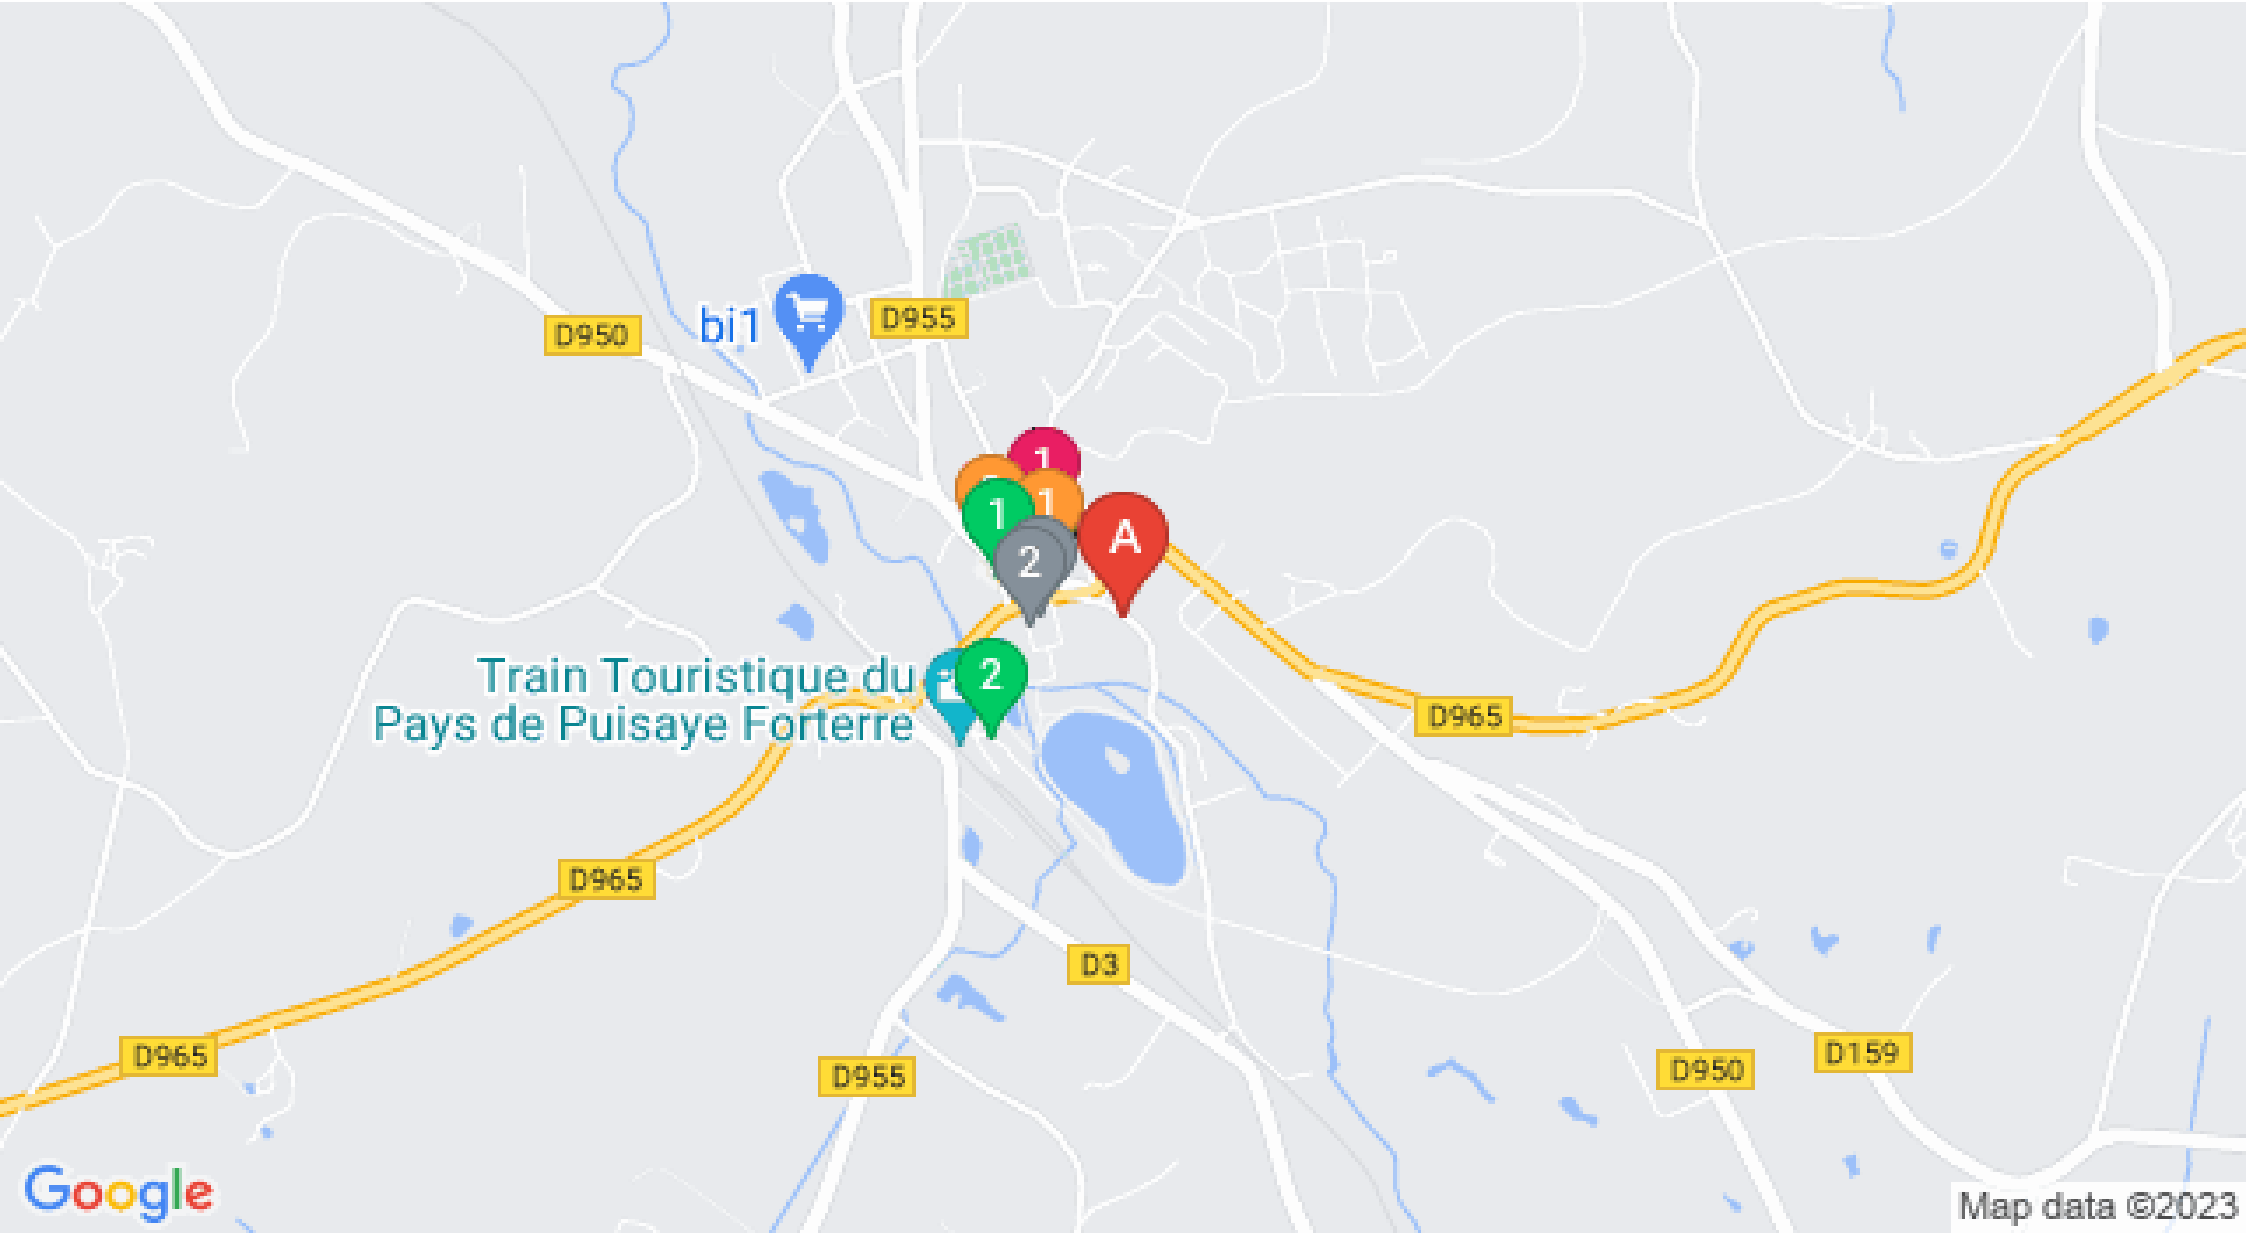 bi1
D950
D955
1
1
1
A
2
Train Touristique du
Pays de Puisaye Forterre
2
D965
D965
D3
D965
D955
D950
D159
Google
Map data ©2023